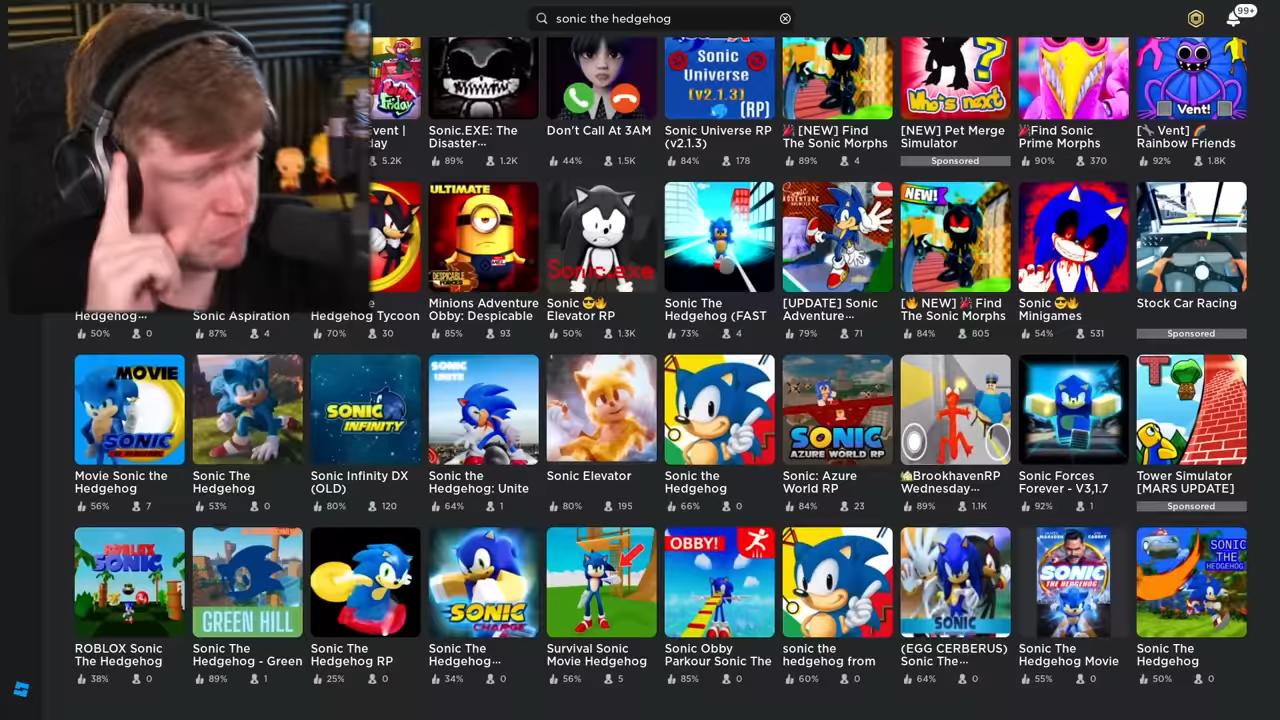 sonic the hedgehog
99+
Friday
Sonic
Universe
(v2.1.3)
(RP)
Who's next
Vent!
vent |
day
Sonic.EXE: The
Disaster...
Don't Call At 3AM
Sonic Universe RP
(v2.1.3)
[NEW] Find
The Sonic Morphs
[NEW] Pet Merge
Simulator
Find Sonic
Prime Morphs
[🔧 Vent] 🌈
Rainbow Friends
5.2K
89% 1.2K
44% 1.5K
84% 178
89% 4
Sponsored
90% 370
92% 1.8K
ULTIMATE
DESPICABLE
FORCES
Sonic.exe
Sonic
ADVENTURE
NEW!
Hedgehog...
Sonic Aspiration
Hedgehog Tycoon
Minions Adventure
Obby: Despicable
Sonic 😎🔥
Elevator RP
Sonic The
Hedgehog (FAST
[UPDATE] Sonic
Adventure...
[🔥 NEW] Find
The Sonic Morphs
Sonic 😎🔥
Minigames
Stock Car Racing
50% 0
87% 4
70% 30
85% 93
50% 1.3K
73% 4
79% 71
84% 805
54% 531
Sponsored
MOVIE
SONIC
SONIC
INFINITY
SONIC
UNITE
SONIC
AZURE WORLD RP
T
Movie Sonic the
Hedgehog
Sonic The
Hedgehog
Sonic Infinity DX
(OLD)
Sonic the
Hedgehog: Unite
Sonic Elevator
Sonic the
Hedgehog
Sonic: Azure
World RP
BrookhavenRP
Wednesday...
Sonic Forces
Forever - V3,1.7
Tower Simulator
[MARS UPDATE]
56% 7
53% 0
80% 120
64% 1
80% 195
66% 0
84% 23
89% 1.1K
92% 1
Sponsored
ROBLOX
SONIC
GREEN HILL
SONIC
CHARGE
OBBY!
SONIC
SONIC
THE HEDGEHOG
SONIC
THE
HEDGEHOG
ROBLOX Sonic
The Hedgehog
Sonic The
Hedgehog - Green
Sonic The
Hedgehog RP
Sonic The
Hedgehog...
Survival Sonic
Movie Hedgehog
Sonic Obby
Parkour Sonic The
sonic the
hedgehog from
(EGG CERBERUS)
Sonic The...
Sonic The
Hedgehog Movie
Sonic The
Hedgehog
38% 0
89% 1
25% 0
34% 0
56% 5
85% 0
60% 0
64% 0
55% 0
50% 0